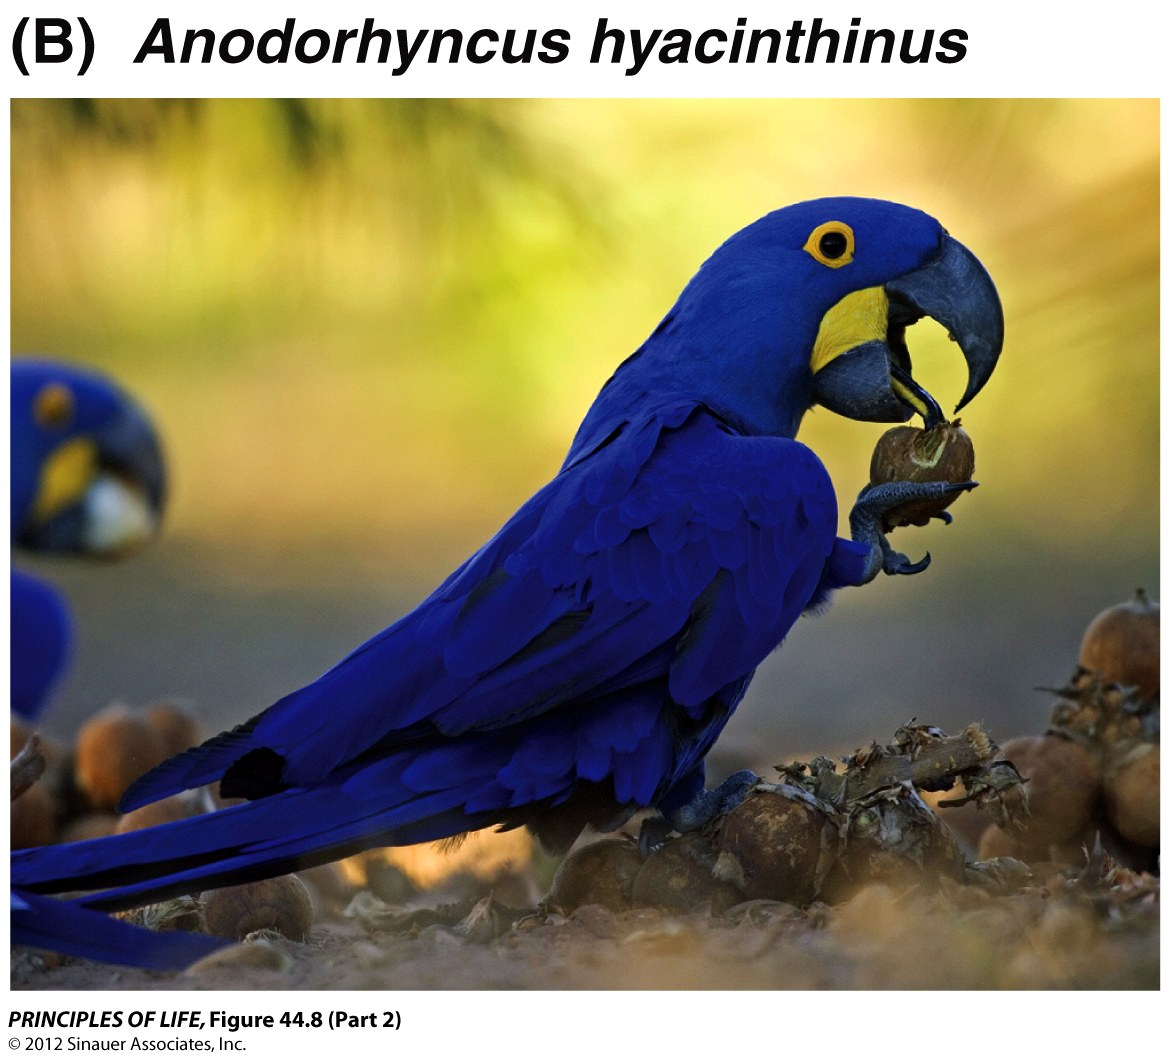 (B) Anodorhyncus hyacinthinus
PRINCIPLES OF LIFE, Figure 44.8 (Part 2)
© 2012 Sinauer Associates, Inc.